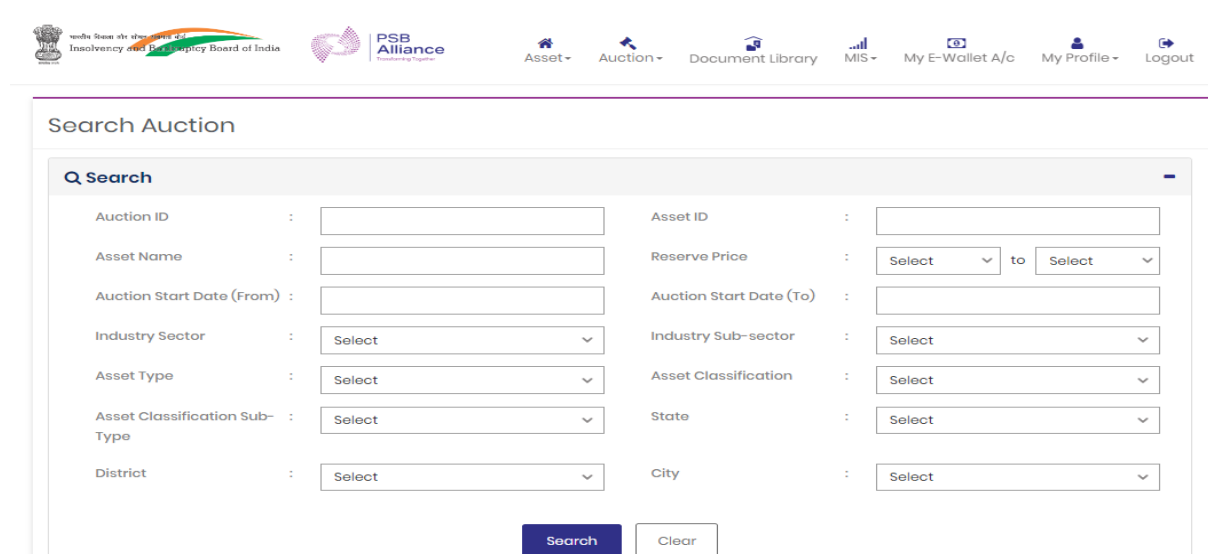 Insolvency and Bankruptcy Board of India
PSB
Alliance
Transforming Together
Asset
Auction
Document Library
MIS
My E-Wallet A/c
My Profile
Logout
Search Auction
Search
Auction ID :
Asset ID :
Asset Name :
Reserve Price : Select to Select
Auction Start Date (From) :
Auction Start Date (To) :
Industry Sector : Select
Industry Sub-sector : Select
Asset Type : Select
Asset Classification : Select
Asset Classification Sub- : Select
Type
State : Select
District : Select
City : Select
Search
Clear